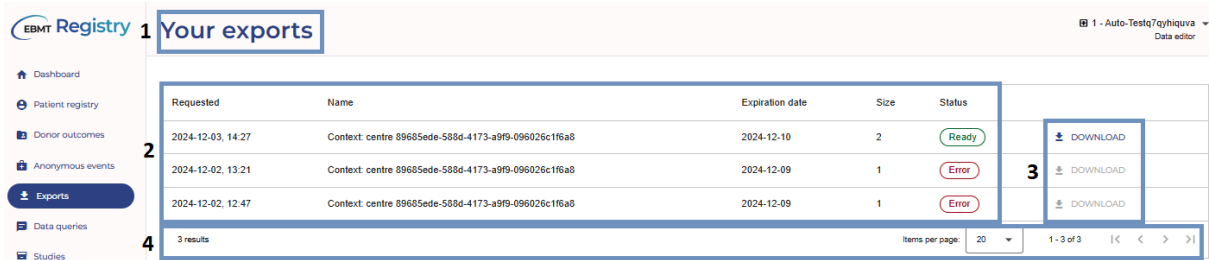 EBMT Registry
1 Your exports
1 - Auto-Testq7qyhiquva
Data editor
Dashboard
Patient registry
Donor outcomes
Anonymous events
Exports
Data queries
Studies
2
Requested Name Expiration date Size Status
2024-12-03, 14:27 Context: centre 89685ede-588d-4173-a9f9-096026c1f6a8 2024-12-10 2 Ready DOWNLOAD
2024-12-02, 13:21 Context: centre 89685ede-588d-4173-a9f9-096026c1f6a8 2024-12-09 1 Error 3 DOWNLOAD
2024-12-02, 12:47 Context: centre 89685ede-588d-4173-a9f9-096026c1f6a8 2024-12-09 1 Error DOWNLOAD
4 3 results Items per page: 20 1 - 3 of 3